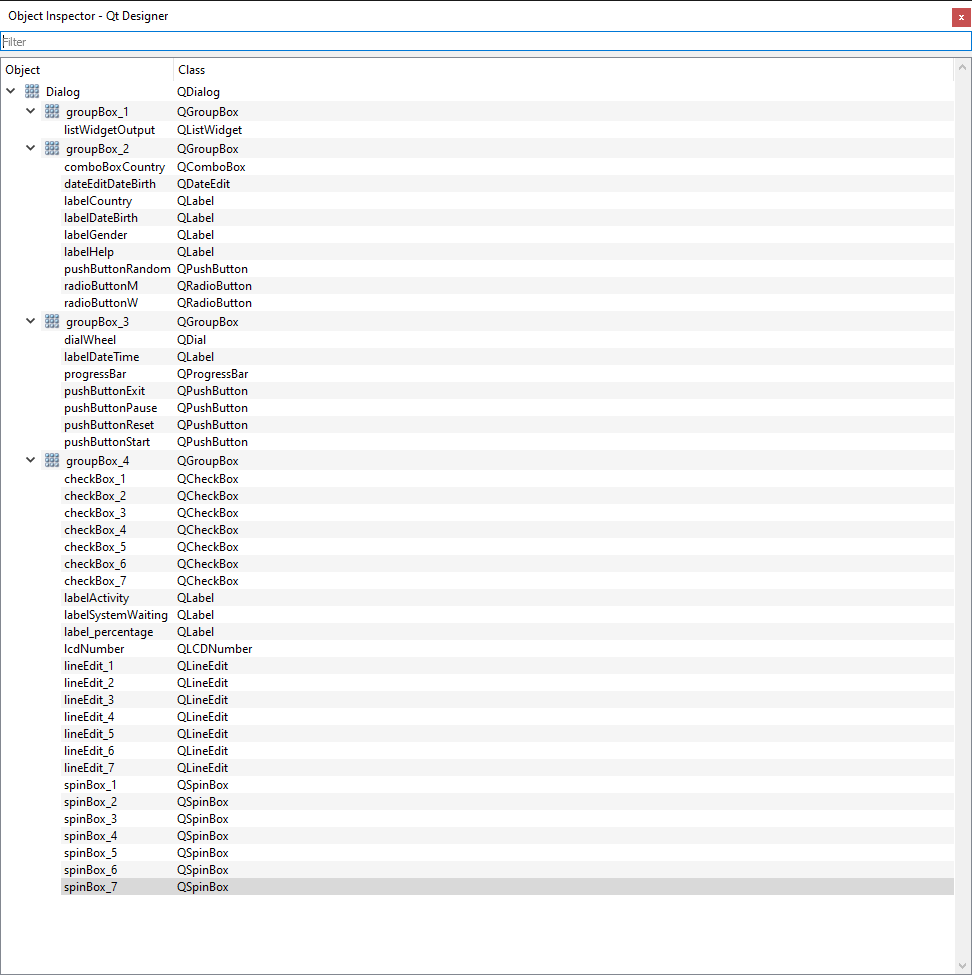 Object Inspector - Qt Designer
x
Filter
Object Class
Dialog QDialog
groupBox_1 QGroupBox
listWidgetOutput QListWidget
groupBox_2 QGroupBox
comboBoxCountry QComboBox
dateEditDateBirth QDateEdit
labelCountry QLabel
labelDateBirth QLabel
labelGender QLabel
labelHelp QLabel
pushButtonRandom QPushButton
radioButtonM QRadioButton
radioButtonW QRadioButton
groupBox_3 QGroupBox
dialWheel QDial
labelDateTime QLabel
progressBar QProgressBar
pushButtonExit QPushButton
pushButtonPause QPushButton
pushButtonReset QPushButton
pushButtonStart QPushButton
groupBox_4 QGroupBox
checkBox_1 QCheckBox
checkBox_2 QCheckBox
checkBox_3 QCheckBox
checkBox_4 QCheckBox
checkBox_5 QCheckBox
checkBox_6 QCheckBox
checkBox_7 QCheckBox
labelActivity QLabel
labelSystemWaiting QLabel
label_percentage QLabel
lcdNumber QLCDNumber
lineEdit_1 QLineEdit
lineEdit_2 QLineEdit
lineEdit_3 QLineEdit
lineEdit_4 QLineEdit
lineEdit_5 QLineEdit
lineEdit_6 QLineEdit
lineEdit_7 QLineEdit
spinBox_1 QSpinBox
spinBox_2 QSpinBox
spinBox_3 QSpinBox
spinBox_4 QSpinBox
spinBox_5 QSpinBox
spinBox_6 QSpinBox
spinBox_7 QSpinBox